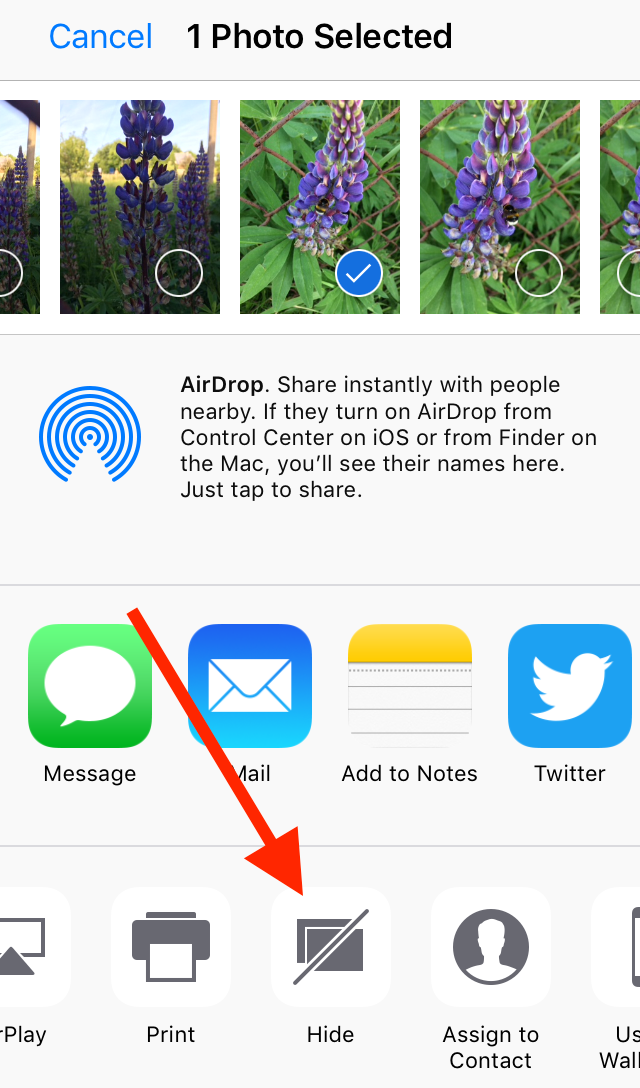 Cancel 1 Photo Selected
AirDrop. Share instantly with people
nearby. If they turn on AirDrop from
Control Center on iOS or from Finder on
the Mac, you’ll see their names here.
Just tap to share.
Message Mail Add to Notes Twitter
rPlay Print Hide Assign to Us
Contact Wall